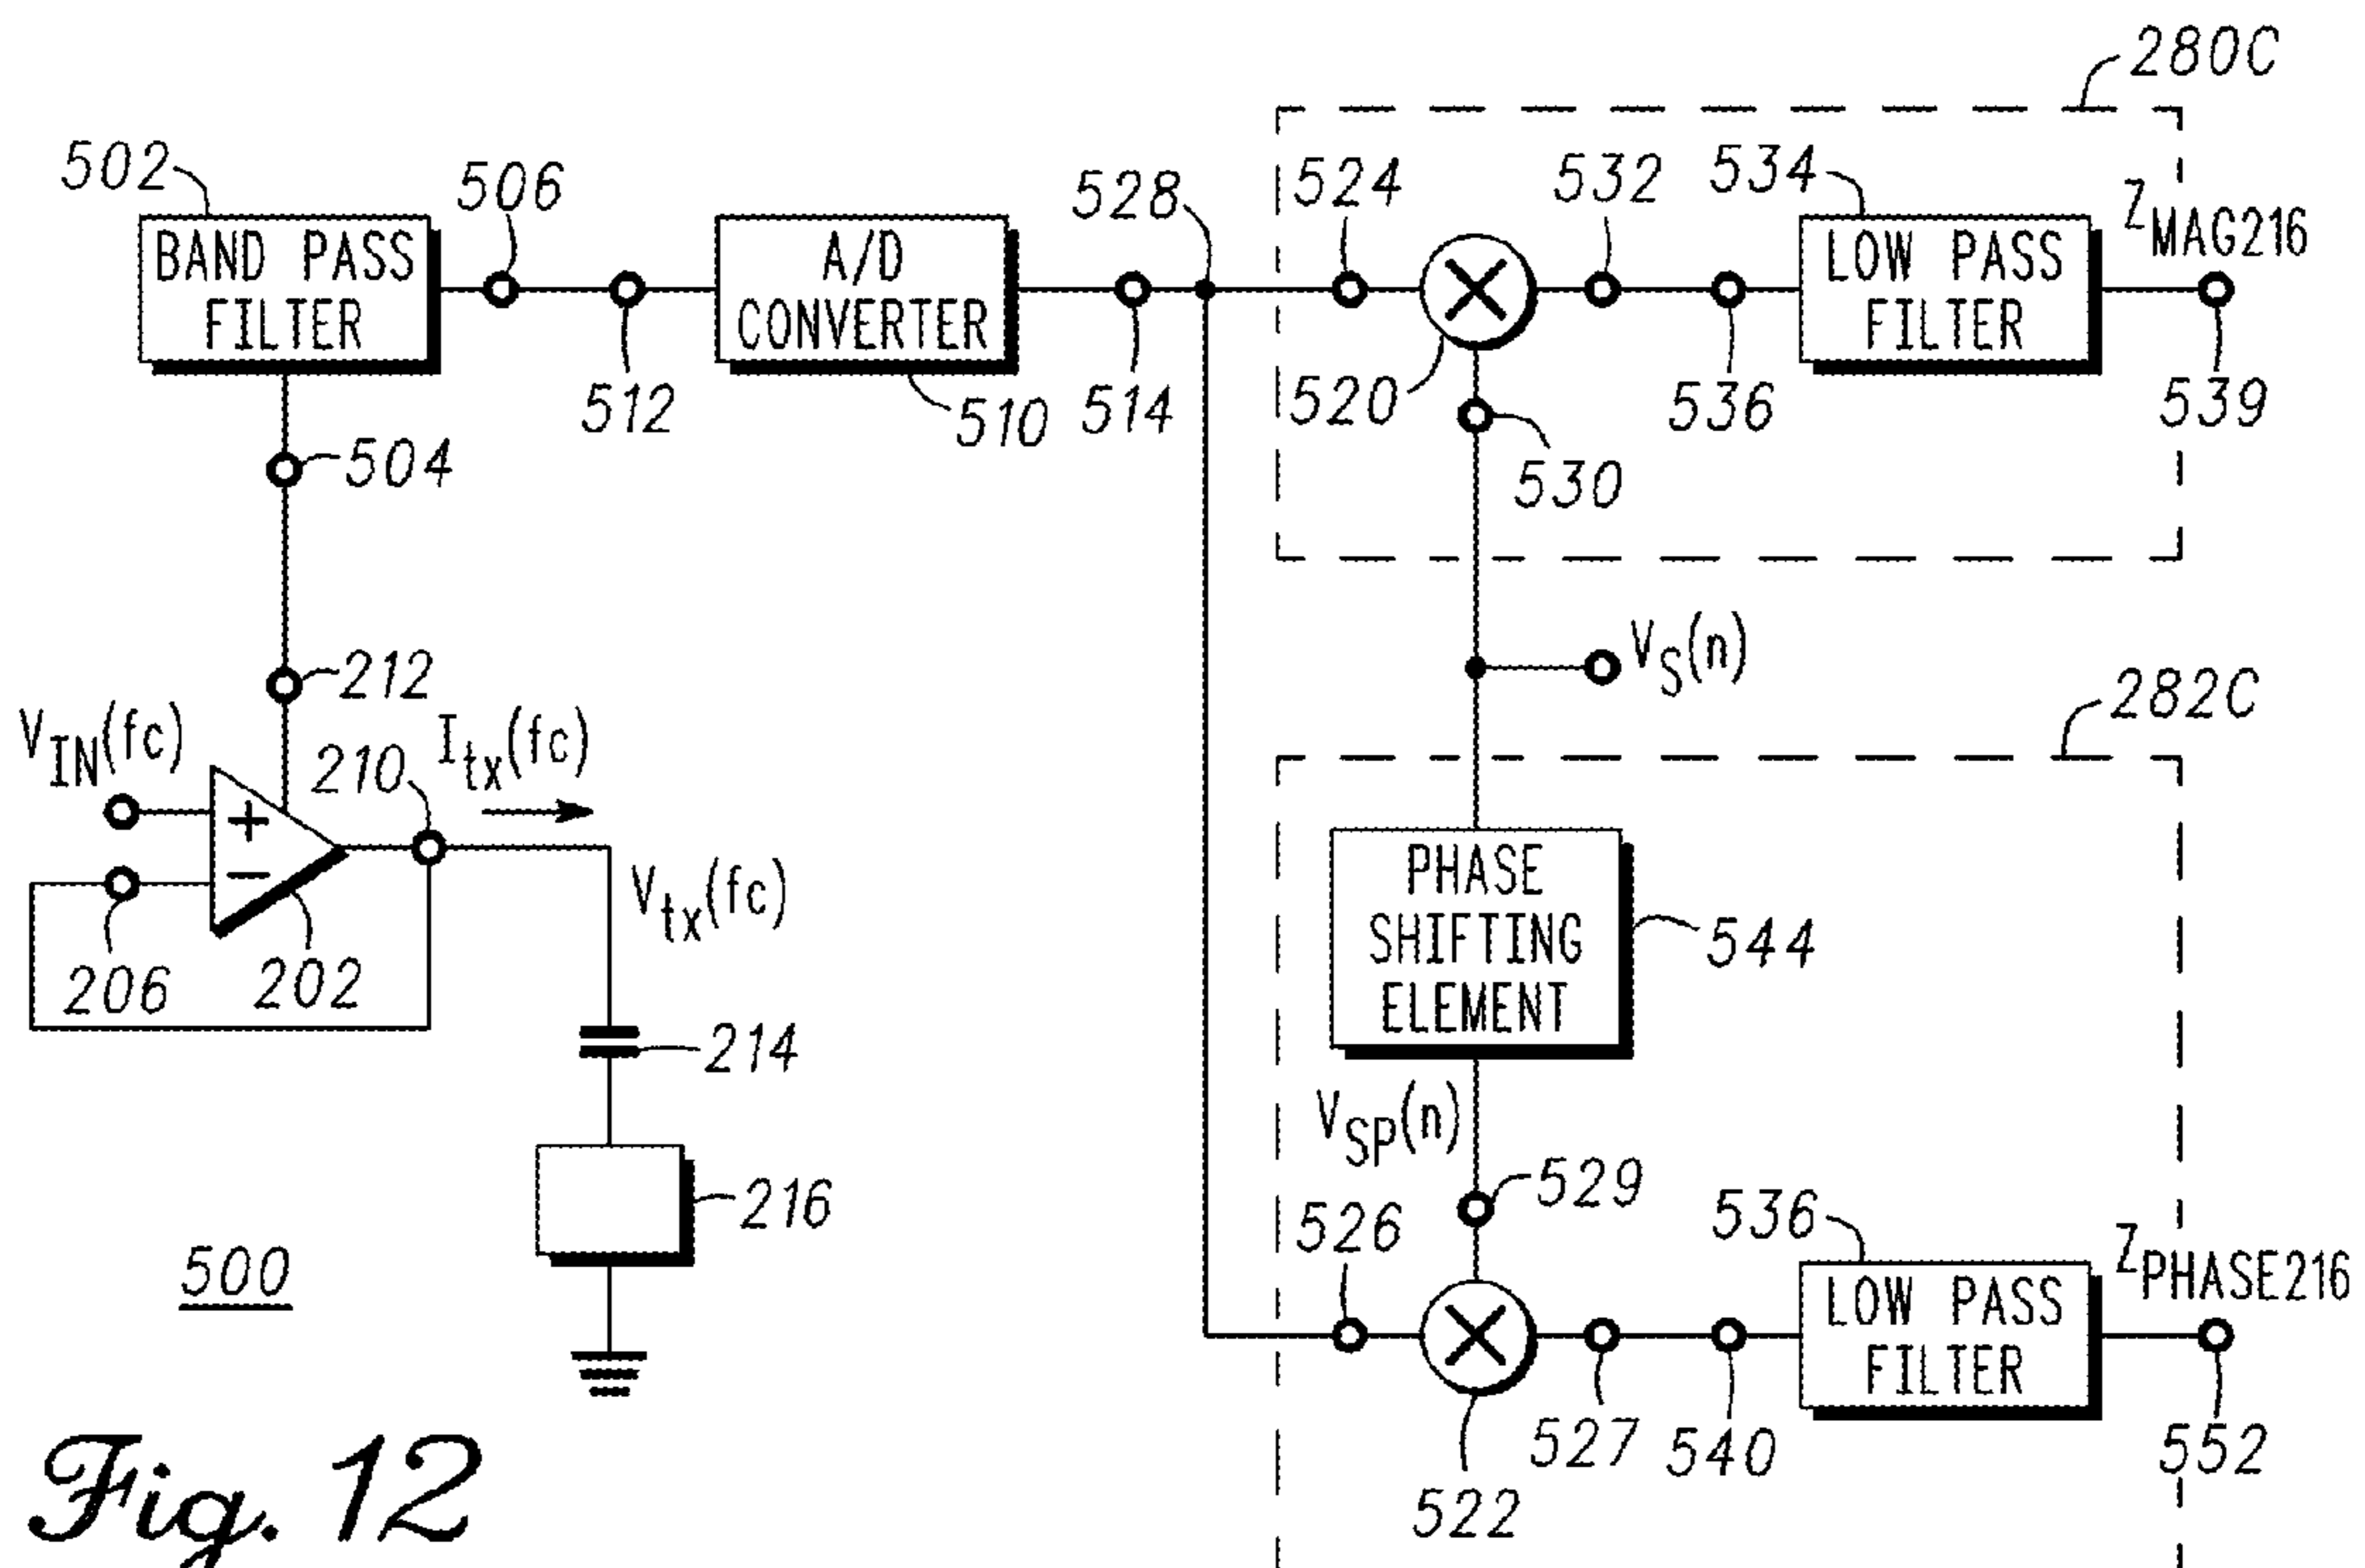 280C
502
506
528
524
532
534
Z_MAG216
BAND PASS
FILTER
A/D
CONVERTER
LOW PASS
FILTER
512
510
514
520
530
536
539
504
212
V_S(n)
282C
V_IN(fc)
210
I_tx(fc)
+
−
V_tx(fc)
206
202
PHASE
SHIFTING
ELEMENT
544
214
V_SP(n)
529
216
526
536
Z_PHASE216
LOW PASS
FILTER
500
527
540
552
522
Fig. 12